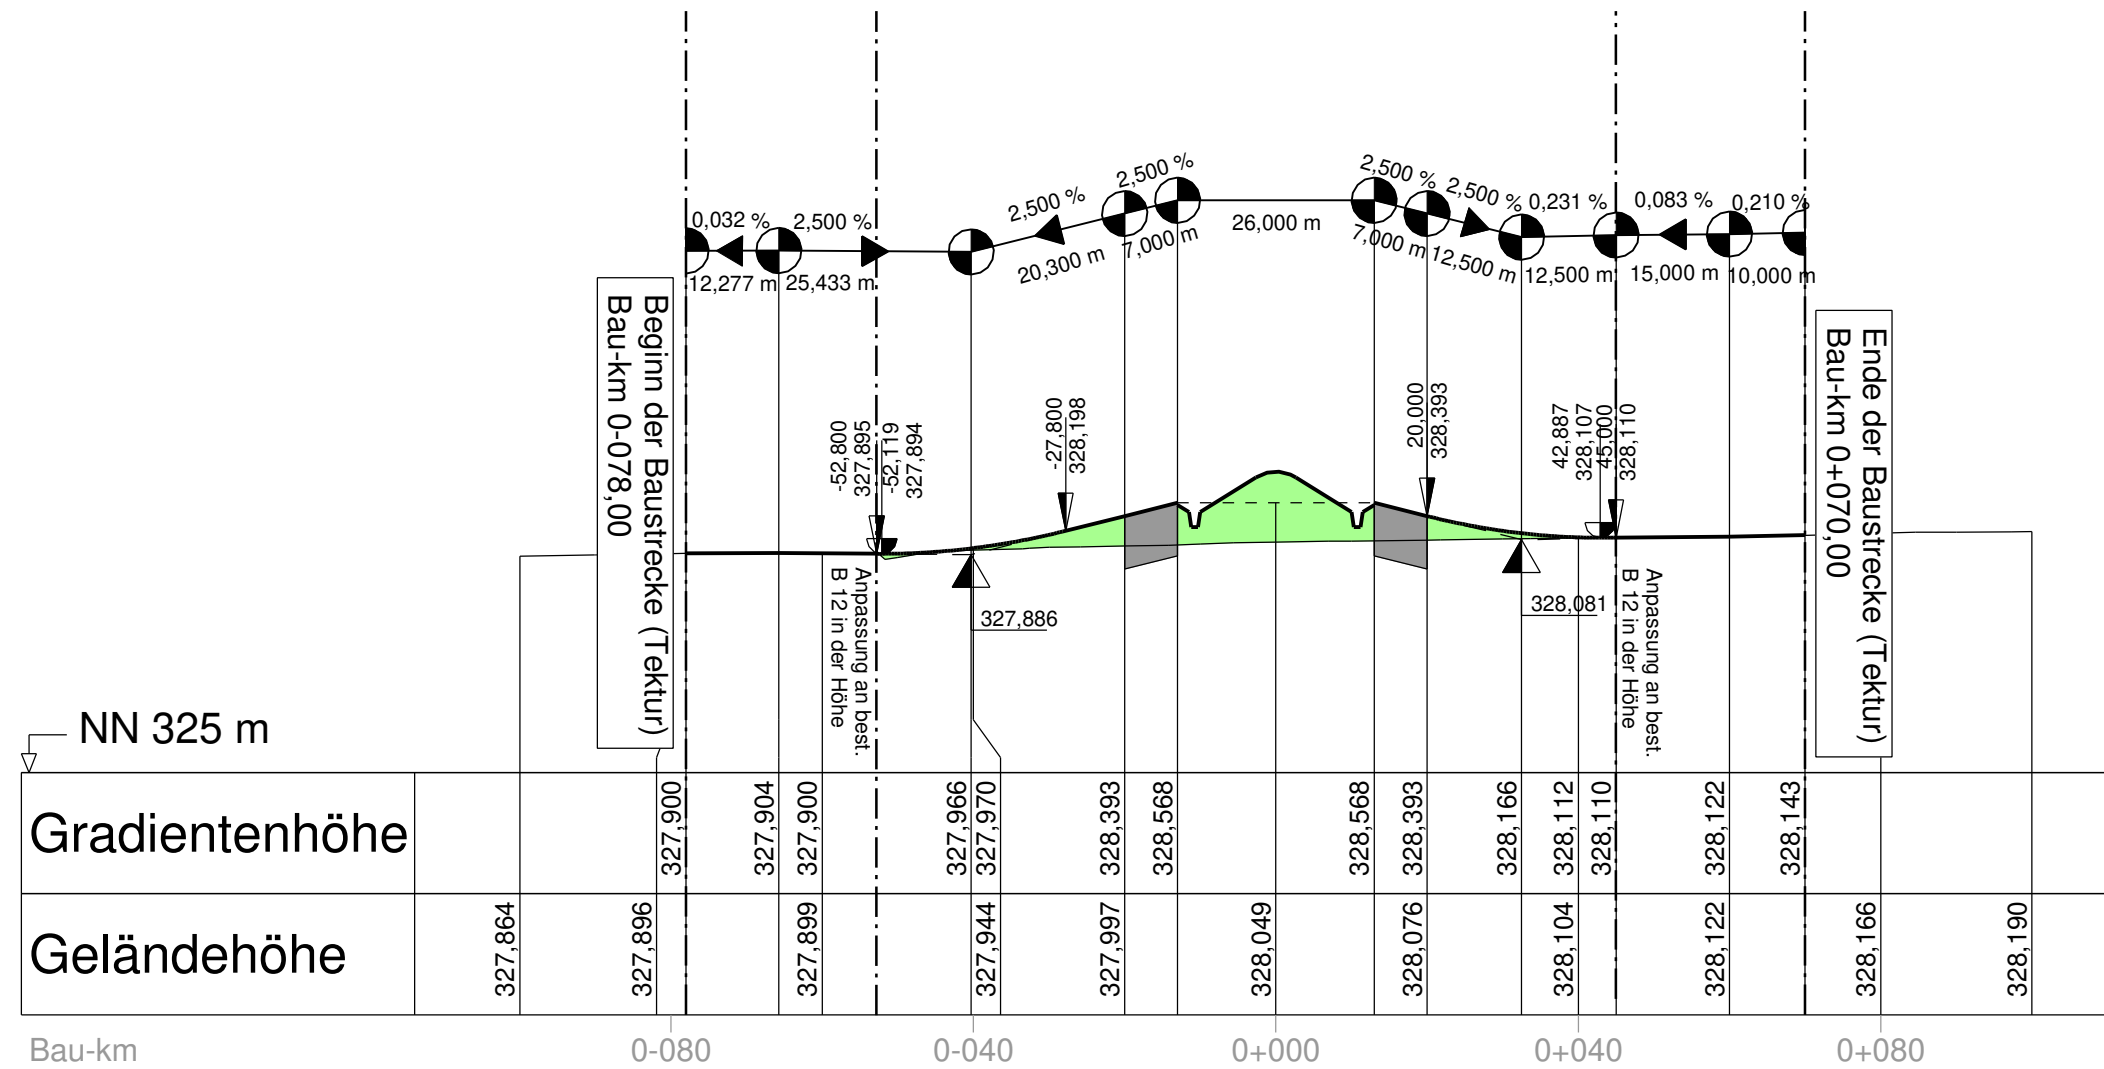 0,032 %
2,500 %
2,500 %
2,500 %
2,500 %
2,500 %
0,231 %
0,083 %
0,210 %
12,277 m
25,433 m
20,300 m
7,000 m
26,000 m
7,000 m
12,500 m
12,500 m
15,000 m
10,000 m
Beginn der Baustrecke (Tektur)
Bau-km 0-078,00
-52,800
327,895
-52,119
327,894
-27,800
328,198
20,000
328,393
42,887
328,107
45,000
328,110
Ende der Baustrecke (Tektur)
Bau-km 0+070,00
Anpassung an best.
B 12 in der Höhe
327,886
328,081
Anpassung an best.
B 12 in der Höhe
NN 325 m
Gradientenhöhe
327,900
327,904
327,900
327,966
327,970
328,393
328,568
328,568
328,393
328,166
328,112
328,110
328,122
328,143
Geländehöhe
327,864
327,896
327,899
327,944
327,997
328,049
328,076
328,104
328,122
328,166
328,190
Bau-km
0-080
0-040
0+000
0+040
0+080